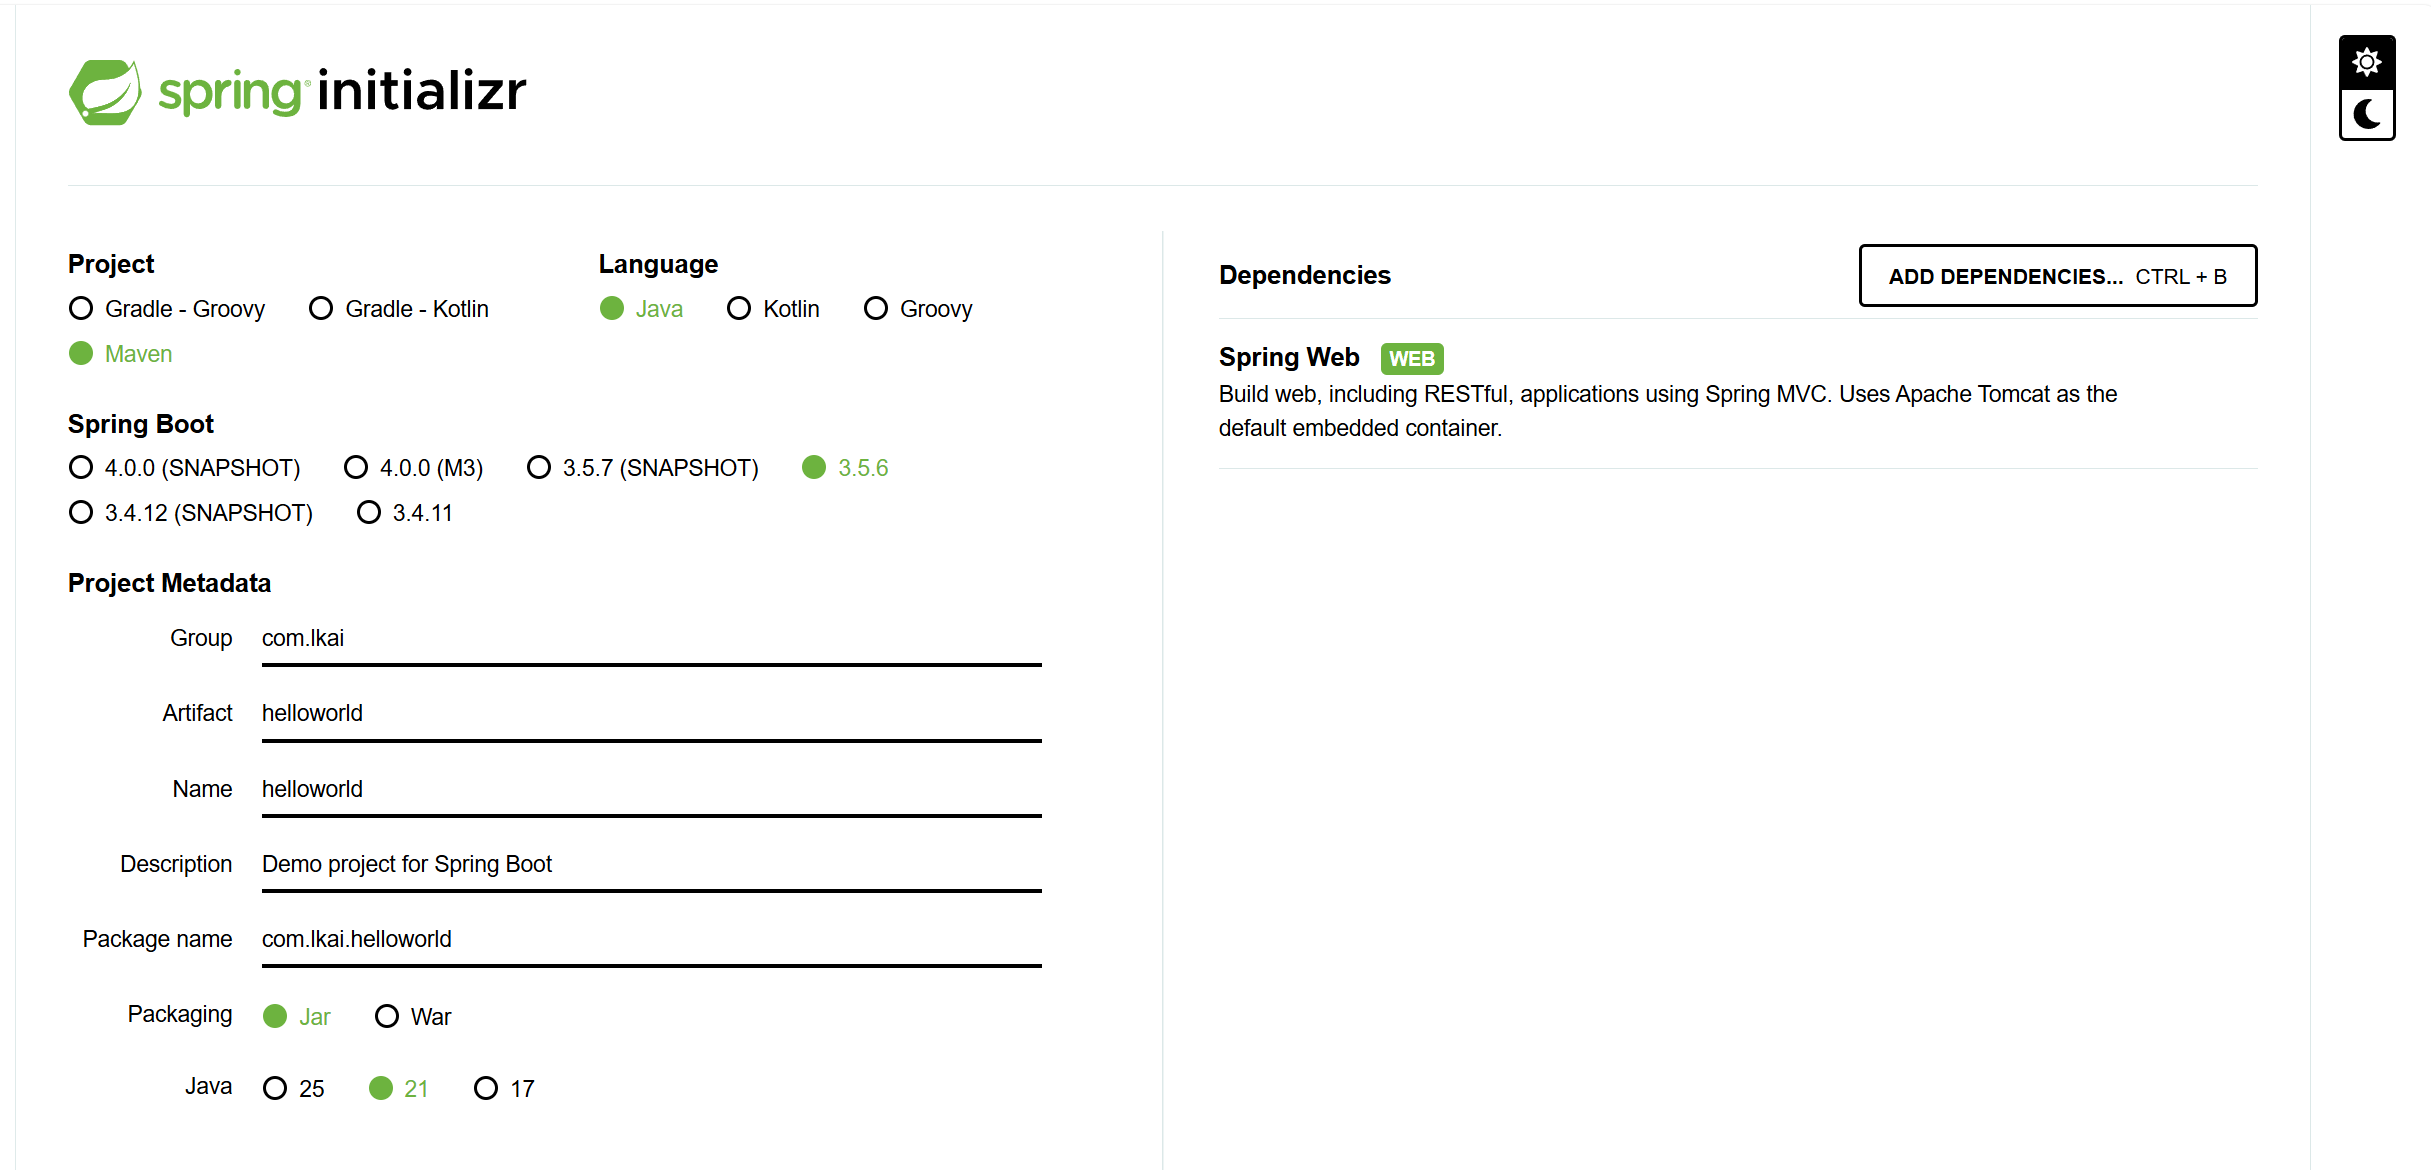 spring initializr
Project
Gradle - Groovy Gradle - Kotlin
Maven
Language
Java Kotlin Groovy
Spring Boot
4.0.0 (SNAPSHOT) 4.0.0 (M3) 3.5.7 (SNAPSHOT) 3.5.6
3.4.12 (SNAPSHOT) 3.4.11
Project Metadata
Group com.lkai
Artifact helloworld
Name helloworld
Description Demo project for Spring Boot
Package name com.lkai.helloworld
Packaging Jar War
Java 25 21 17
Dependencies
ADD DEPENDENCIES... CTRL + B
Spring Web WEB
Build web, including RESTful, applications using Spring MVC. Uses Apache Tomcat as the
default embedded container.